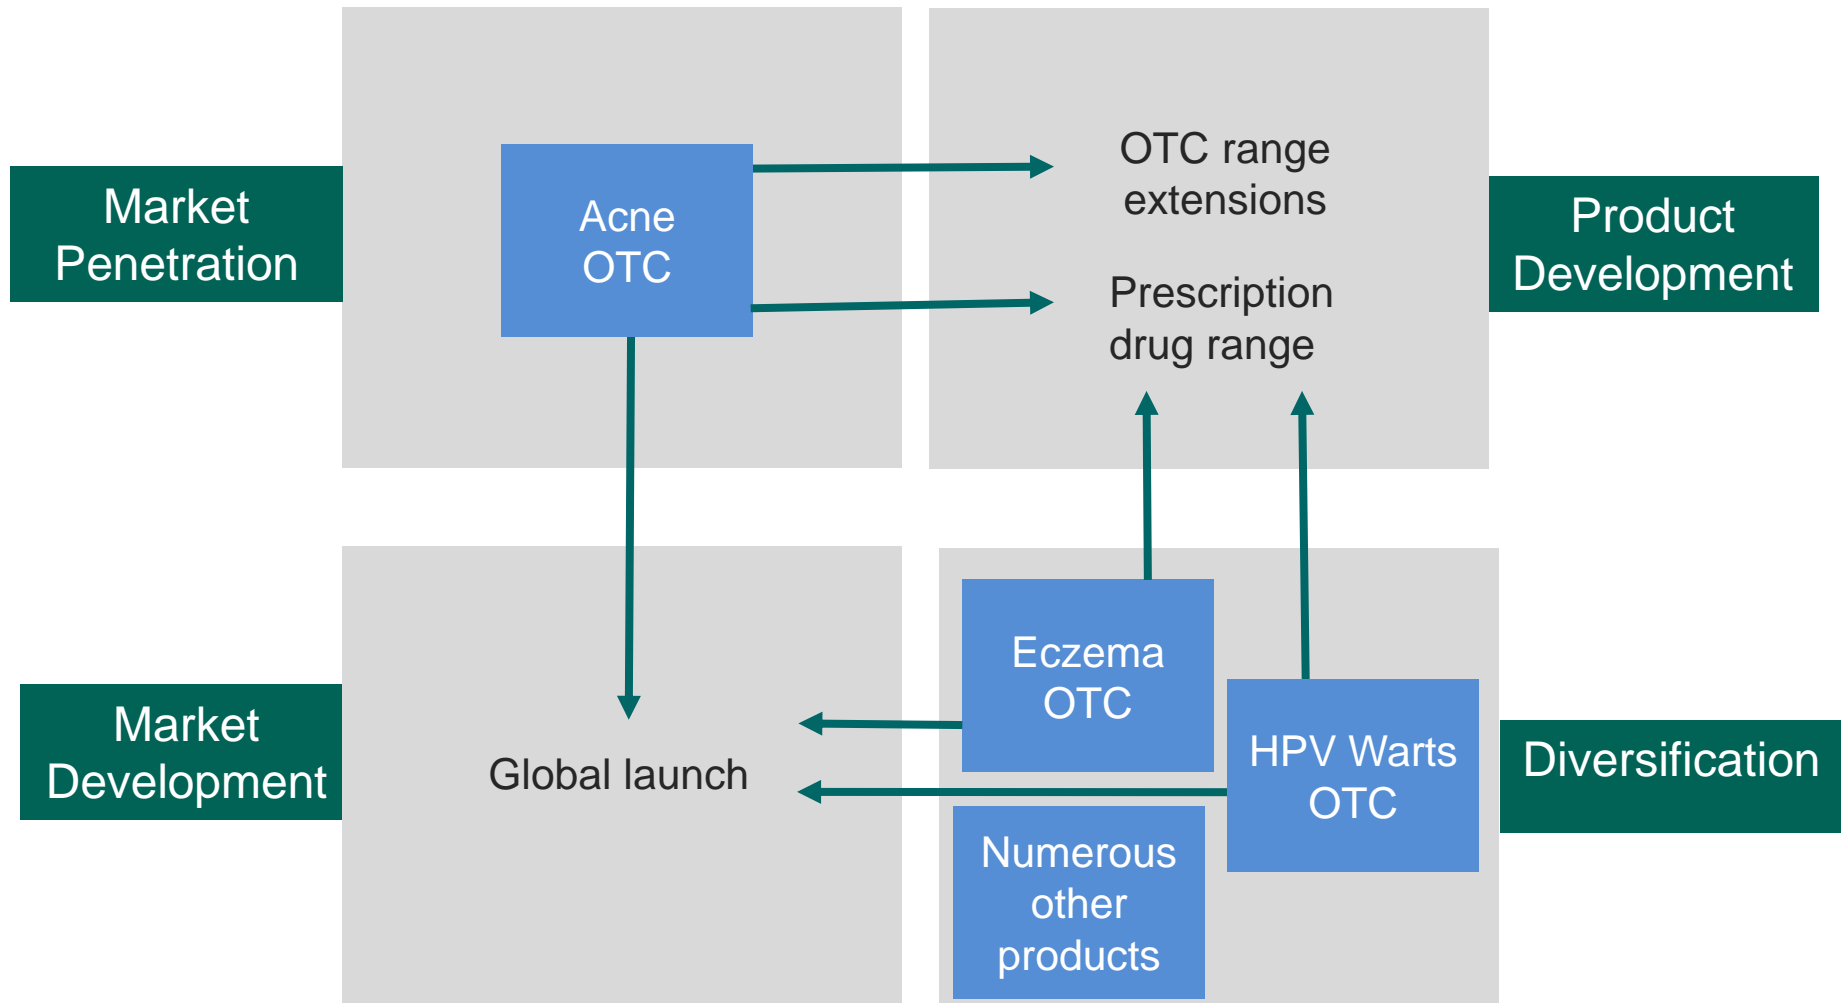 Market
Penetration
Acne
OTC
OTC range
extensions
Prescription
drug range
Product
Development
Market
Development
Global launch
Eczema
OTC
HPV Warts
OTC
Numerous
other
products
Diversification